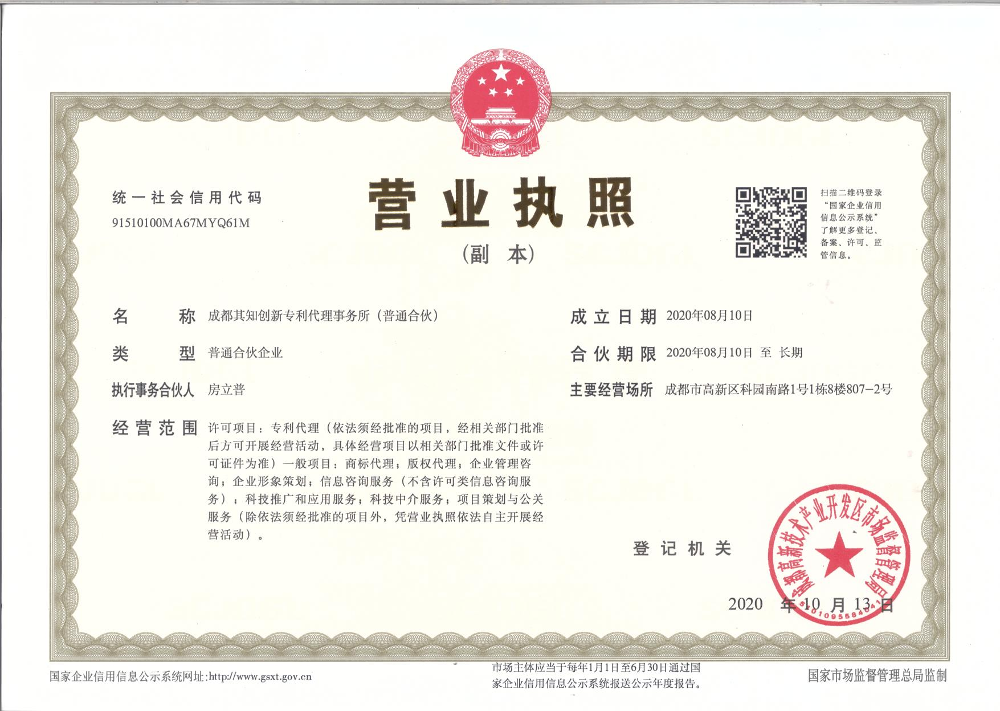 统一社会信用代码
91510100MA67MYQ61M
营业执照
(副 本)
扫描二维码登录
“国家企业信用
信息公示系统”
了解更多登记、
备案、许可、监
管信息。
名 称 成都其知创新专利代理事务所（普通合伙）
类 型 普通合伙企业
执行事务合伙人 房立普
经营范围 许可项目：专利代理（依法须经批准的项目，经相关部门批准
后方可开展经营活动，具体经营项目以相关部门批准文件或许
可证件为准）一般项目：商标代理；版权代理；企业管理咨
询；企业形象策划；信息咨询服务（不含许可类信息咨询服
务）；科技推广和应用服务；科技中介服务；项目策划与公关
服务（除依法须经批准的项目外，凭营业执照依法自主开展经
营活动）。
成立日期 2020年08月10日
合伙期限 2020年08月10日 至 长期
主要经营场所 成都市高新区科园南路1号1栋8楼807-2号
登记机关
成都高新技术产业开发区市场监督管理局
5101095584041
2020 年 10 月 13 日
国家企业信用信息公示系统网址:http://www.gsxt.gov.cn
市场主体应当于每年1月1日至6月30日通过国
家企业信用信息公示系统报送公示年度报告。
国家市场监督管理总局监制